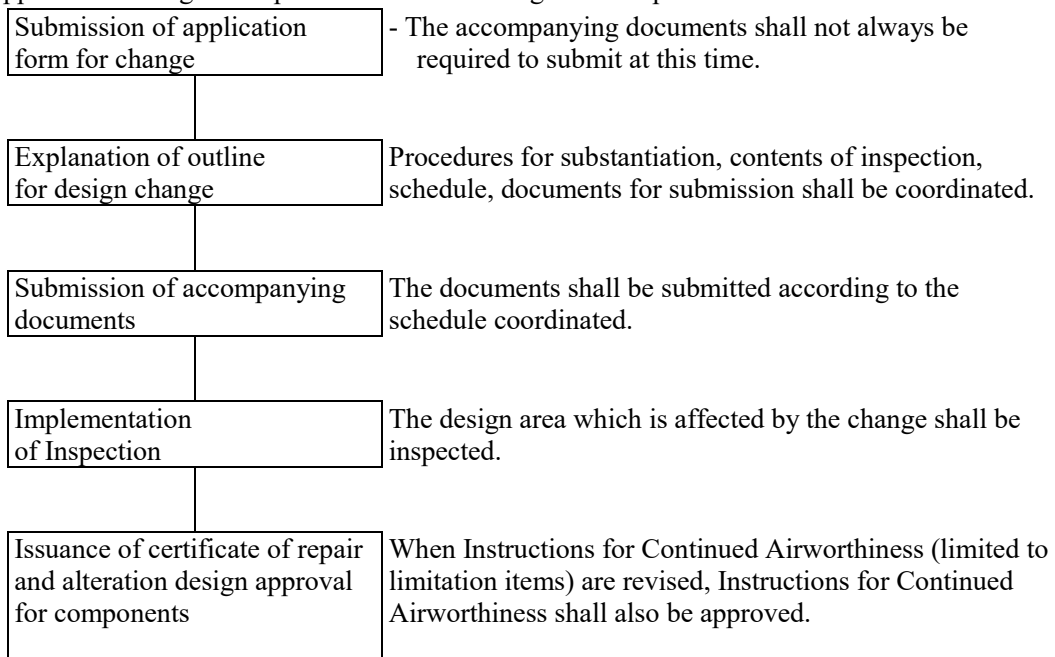 Submission of application
form for change
- The accompanying documents shall not always be
required to submit at this time.
Explanation of outline
for design change
Procedures for substantiation, contents of inspection,
schedule, documents for submission shall be coordinated.
Submission of accompanying
documents
The documents shall be submitted according to the
schedule coordinated.
Implementation
of Inspection
The design area which is affected by the change shall be
inspected.
Issuance of certificate of repair
and alteration design approval
for components
When Instructions for Continued Airworthiness (limited to
limitation items) are revised, Instructions for Continued
Airworthiness shall also be approved.